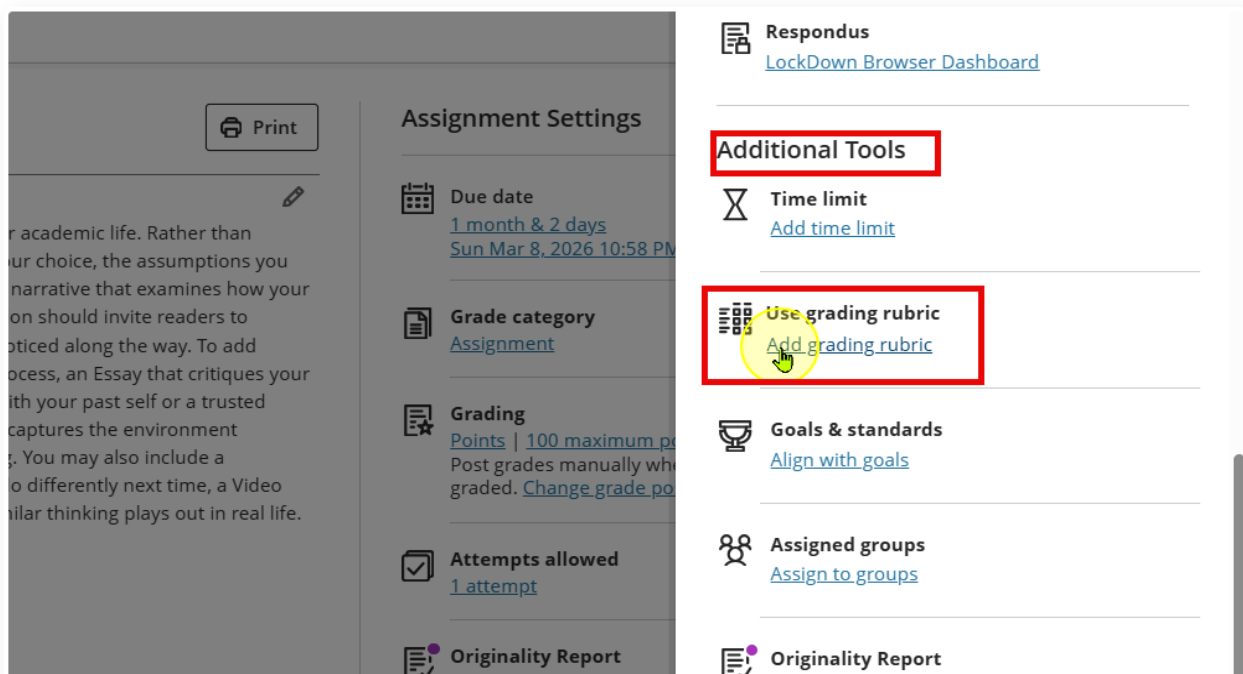 Print
r academic life. Rather than
our choice, the assumptions you
narrative that examines how your
on should invite readers to
oticed along the way. To add
ocess, an Essay that critiques your
ith your past self or a trusted
captures the environment
g. You may also include a
o differently next time, a Video
nilar thinking plays out in real life.
Assignment Settings
Due date
1 month & 2 days
Sun Mar 8, 2026 10:58 PM
Grade category
Assignment
Grading
Points | 100 maximum po
Post grades manually whe
graded. Change grade po
Attempts allowed
1 attempt
Originality Report
Respondus
LockDown Browser Dashboard
Additional Tools
Time limit
Add time limit
Use grading rubric
Add grading rubric
Goals & standards
Align with goals
Assigned groups
Assign to groups
Originality Report